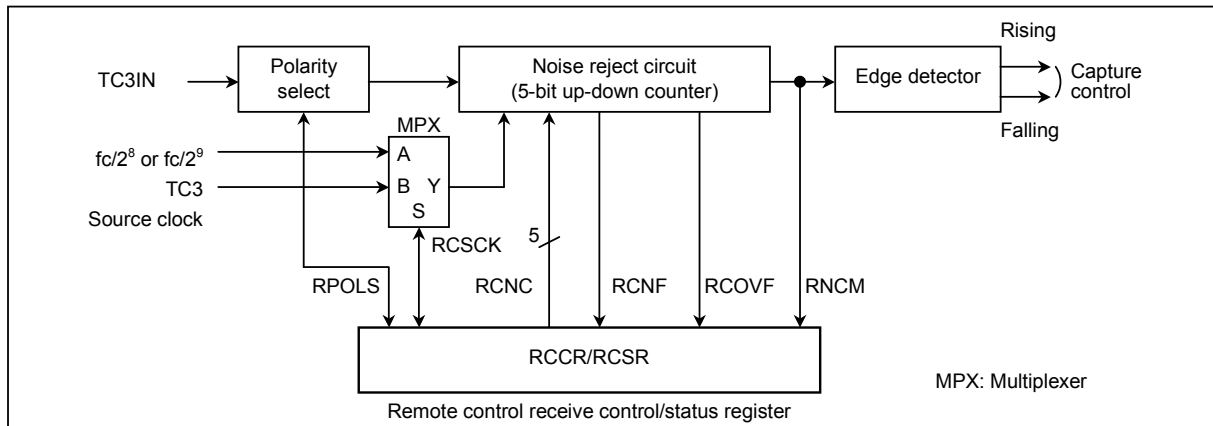 Rising
TC3IN
Polarity
select
Noise reject circuit
(5-bit up-down counter)
Edge detector
Capture
control
Falling
MPX
fc/2⁸ or fc/2⁹
A
TC3
B Y
Source clock
S
RCSCK
5
RPOLS
RCNC
RCNF
RCOVF
RNCM
RCCR/RCSR
MPX: Multiplexer
Remote control receive control/status register